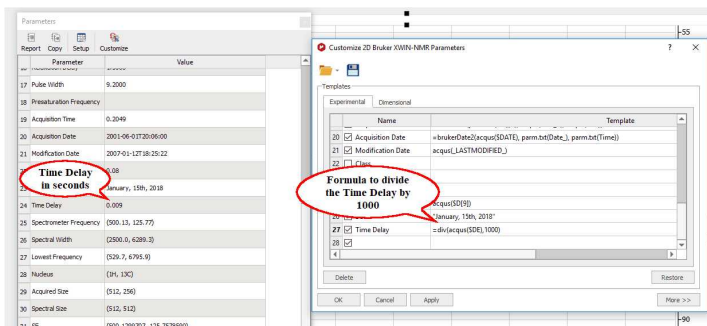 Parameters
Report Copy Setup Customize
Parameter Value
17 Pulse Width 9.2000
18 Presaturation Frequency
19 Acquisition Time 0.2049
20 Acquisition Date 2001-06-01T20:06:00
21 Modification Date 2007-01-12T18:25:22
0.08
January, 15th, 2018
Time Delay
in seconds
24 Time Delay 0.009
25 Spectrometer Frequency (500.13, 125.77)
26 Spectral Width (2500.0, 6289.3)
27 Lowest Frequency (529.7, 6795.9)
28 Nucleus (1H, 13C)
29 Acquired Size (512, 256)
30 Spectral Size (512, 512)
-55
Customize 2D Bruker XWIN-NMR Parameters ? X
Templates
Experimental Dimensional
Name Template
20 Acquisition Date =brukerDate2(acqus($DATE), parm.txt(Date_), parm.txt(Time))
21 Modification Date acqus(_LASTMODIFIED_)
22 Class
Formula to divide
the Time Delay by
1000
acqus($D[9])
"January, 15th, 2018"
27 Time Delay =div(acqus($DE),1000)
28
Delete Restore
OK Cancel Apply More >>
-90